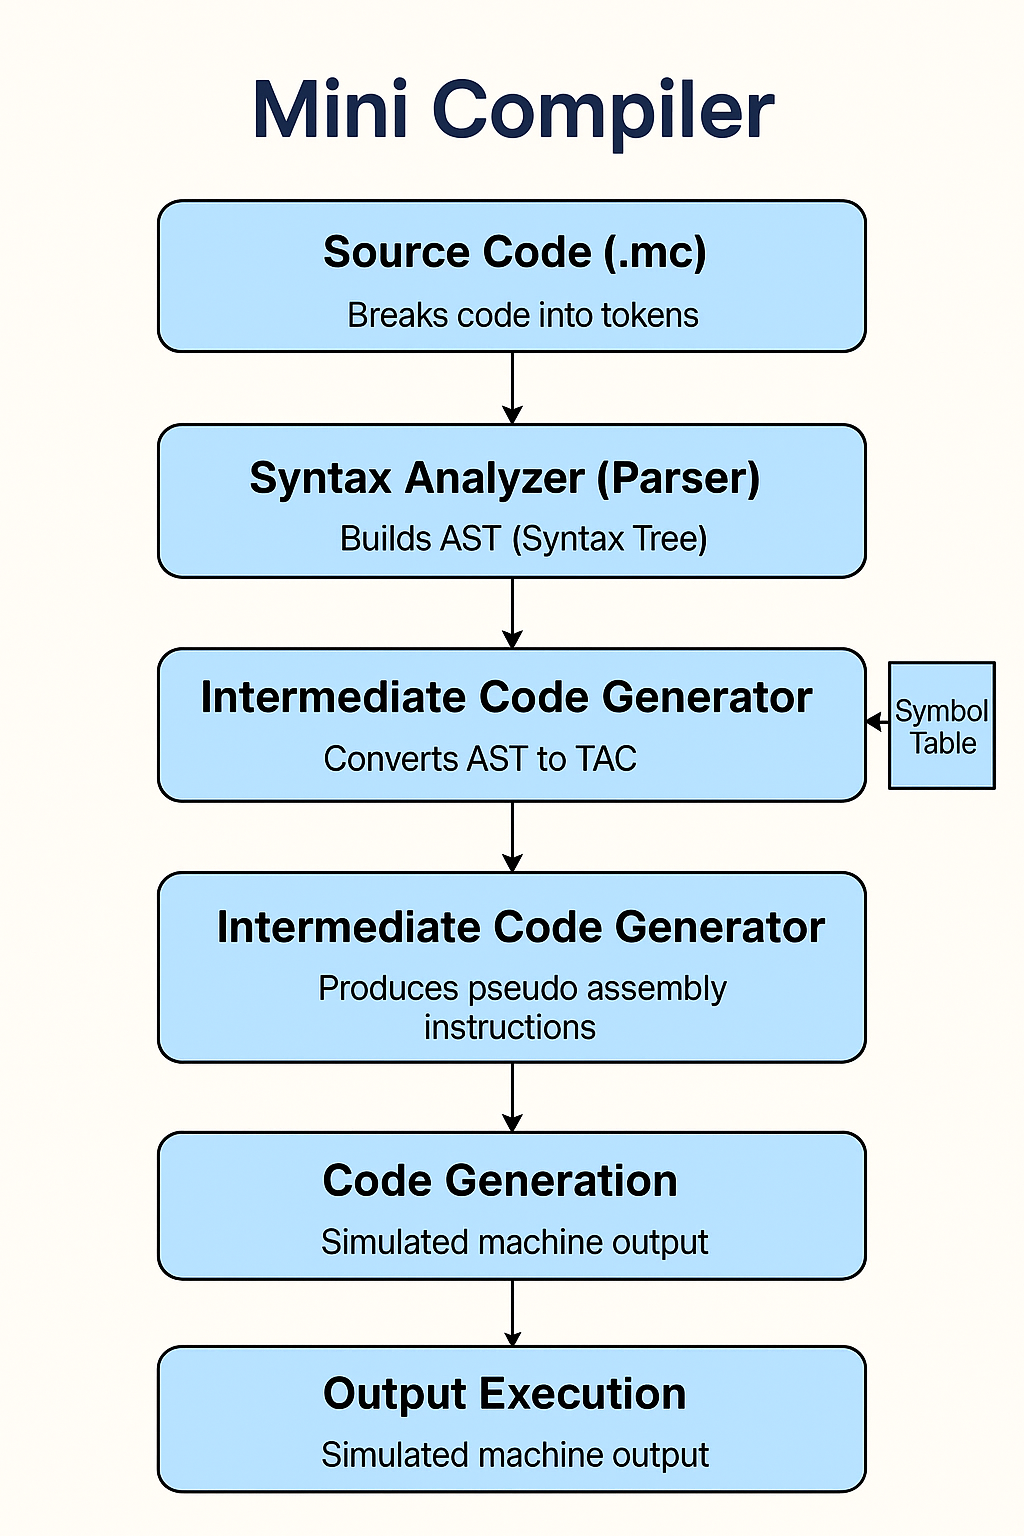 Mini Compiler
Source Code (.mc)
Breaks code into tokens
Syntax Analyzer (Parser)
Builds AST (Syntax Tree)
Intermediate Code Generator
Converts AST to TAC
Symbol
Table
Intermediate Code Generator
Produces pseudo assembly
instructions
Code Generation
Simulated machine output
Output Execution
Simulated machine output